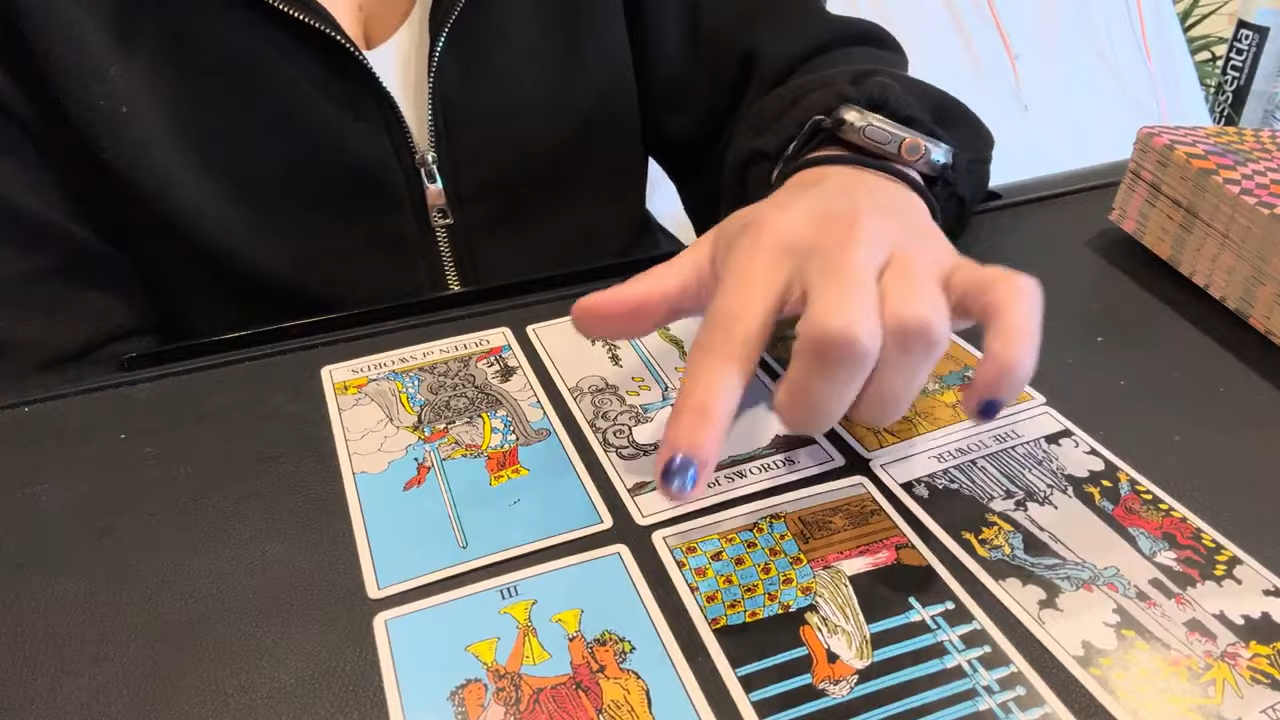 essentia
QUEEN of SWORDS.
of SWORDS.
THE TOWER.
III